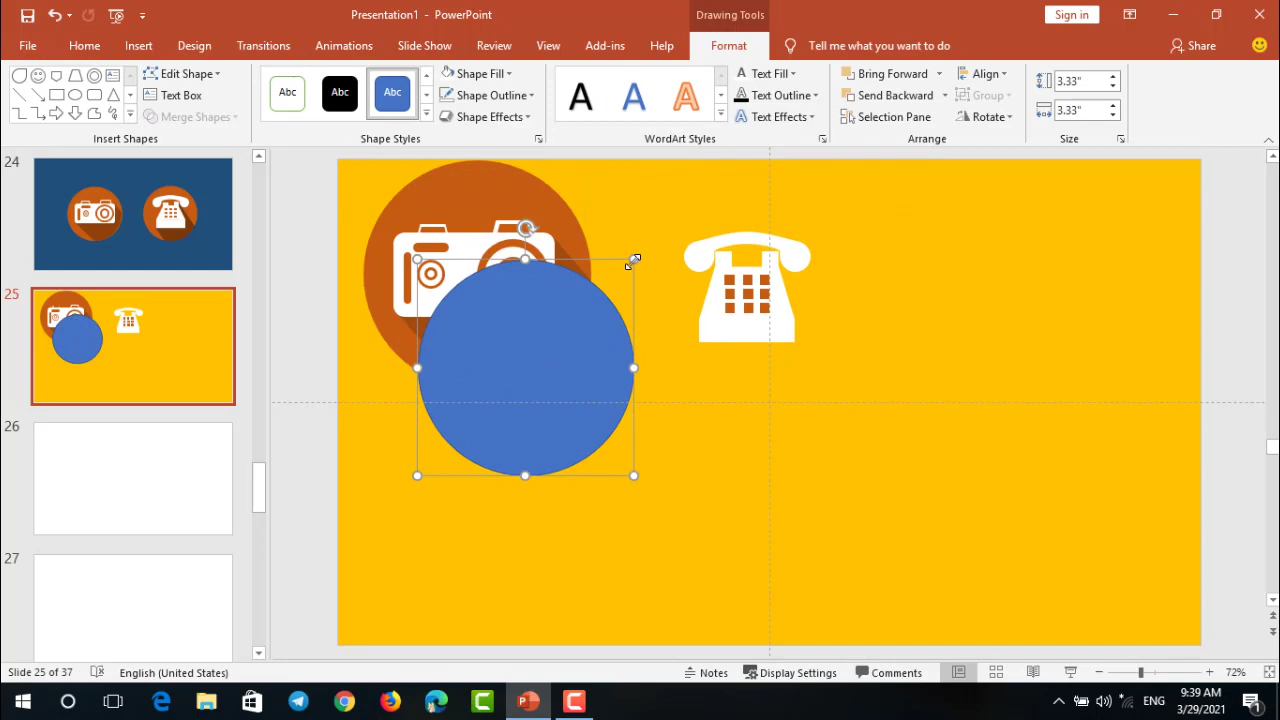 Presentation1 - PowerPoint
Drawing Tools
Sign in
File Home Insert Design Transitions Animations Slide Show Review View Add-ins Help Format Tell me what you want to do Share
Edit Shape
Text Box
Merge Shapes
Insert Shapes
Abc Abc Abc
Shape Fill
Shape Outline
Shape Effects
Shape Styles
A A A
Text Fill
Text Outline
Text Effects
WordArt Styles
Bring Forward
Send Backward
Selection Pane
Align
Group
Rotate
Arrange
3.33"
3.33"
Size
24
25
26
27
Slide 25 of 37 English (United States) Notes Display Settings Comments 72%
ENG
9:39 AM
3/29/2021